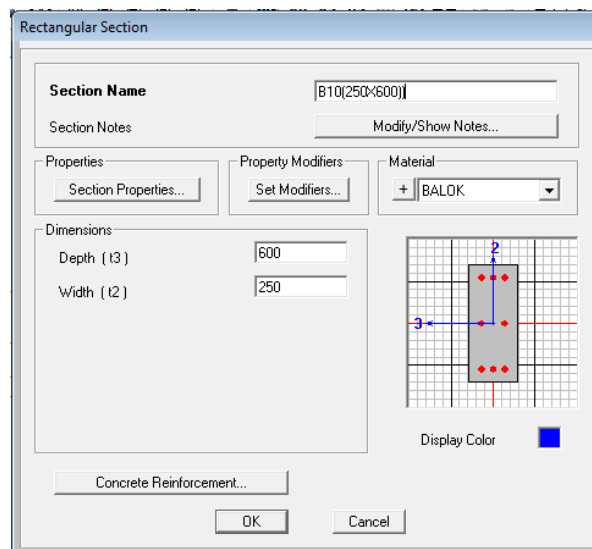 Rectangular Section
Section Name
B10(250X600))
Section Notes
Modify/Show Notes...
Properties
Section Properties...
Property Modifiers
Set Modifiers...
Material
+
BALOK
Dimensions
Depth ( t3 )
600
Width ( t2 )
250
2
3
Display Color
Concrete Reinforcement...
OK
Cancel